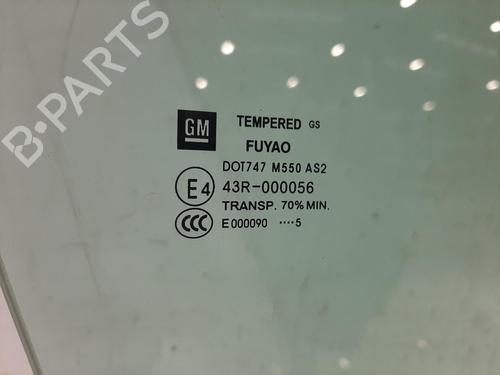 B-PARTS
GM TEMPERED GS
FUYAO
DOT747 M550 AS2
E4 43R-000056
TRANSP. 70% MIN.
CCC E000090 ....5